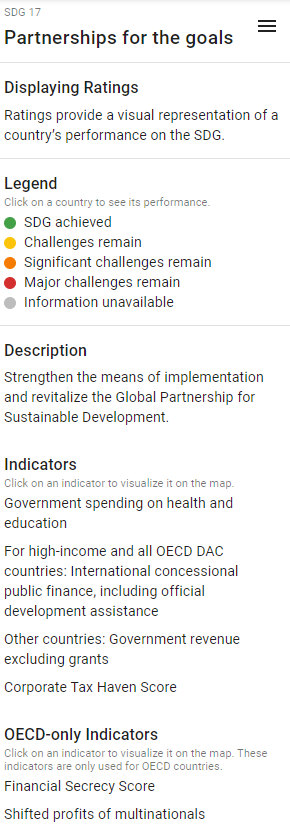 SDG 17
Partnerships for the goals
Displaying Ratings
Ratings provide a visual representation of a
country's performance on the SDG.
Legend
Click on a country to see its performance.
SDG achieved
Challenges remain
Significant challenges remain
Major challenges remain
Information unavailable
Description
Strengthen the means of implementation
and revitalize the Global Partnership for
Sustainable Development.
Indicators
Click on an indicator to visualize it on the map.
Government spending on health and
education
For high-income and all OECD DAC
countries: International concessional
public finance, including official
development assistance
Other countries: Government revenue
excluding grants
Corporate Tax Haven Score
OECD-only Indicators
Click on an indicator to visualize it on the map. These
indicators are only used for OECD countries.
Financial Secrecy Score
Shifted profits of multinationals